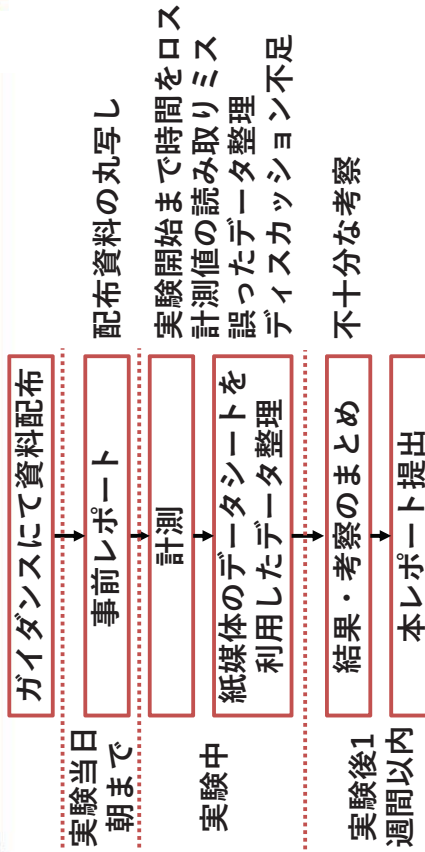 ガイダンスにて資料配布
実験当日
朝まで
事前レポート
配布資料の丸写し
実験中
計測
紙媒体のデータシートを
利用したデータ整理
実験開始まで時間をロス
計測値の読み取りミス
誤ったデータ整理
ディスカッション不足
実験後1
週間以内
結果・考察のまとめ
本レポート提出
不十分な考察